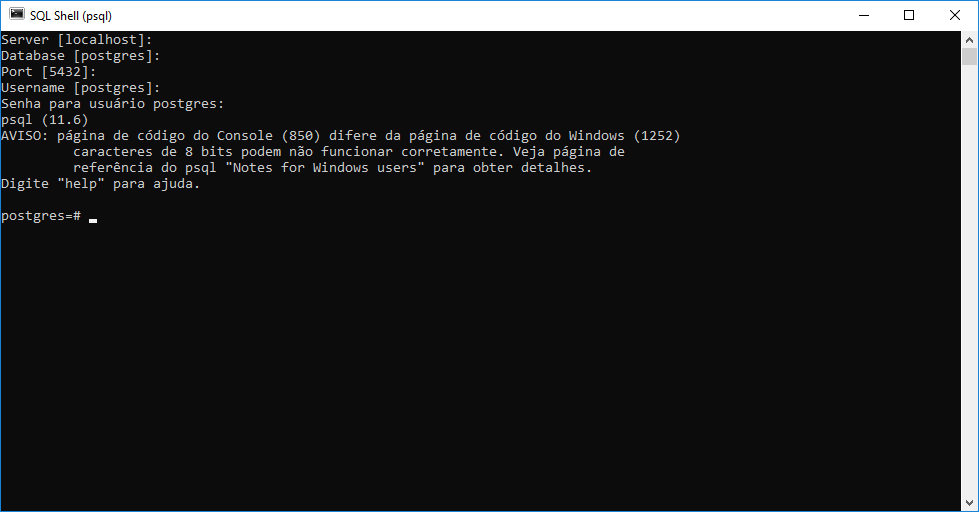 SQL Shell (psql)
Server [localhost]:
Database [postgres]:
Port [5432]:
Username [postgres]:
Senha para usuário postgres:
psql (11.6)
AVISO: página de código do Console (850) difere da página de código do Windows (1252)
         caracteres de 8 bits podem não funcionar corretamente. Veja página de
         referência do psql "Notes for Windows users" para obter detalhes.
Digite "help" para ajuda.

postgres=#